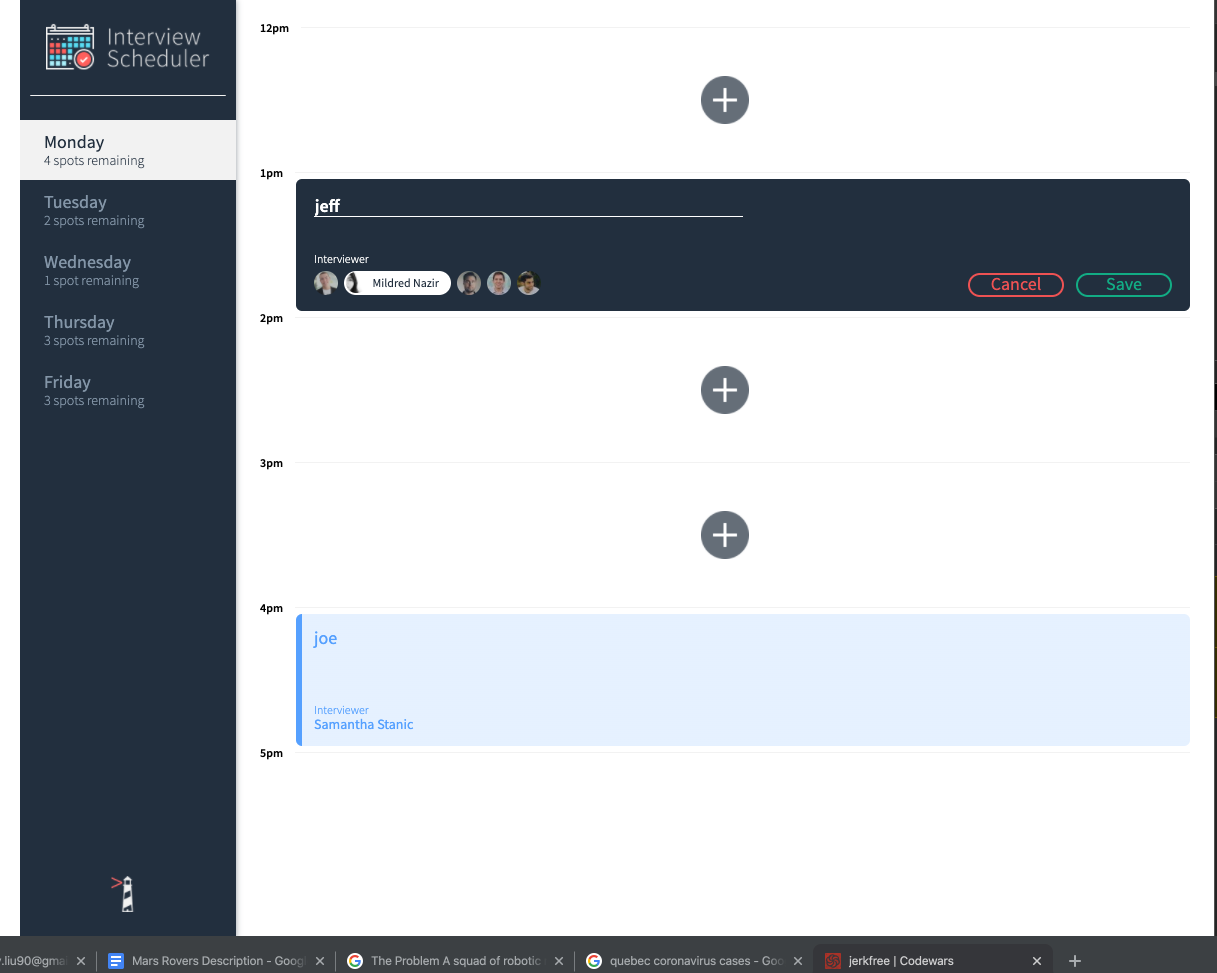 Interview
Scheduler
Monday
4 spots remaining
Tuesday
2 spots remaining
Wednesday
1 spot remaining
Thursday
3 spots remaining
Friday
3 spots remaining
12pm
1pm
jeff
Interviewer
Mildred Nazir
Cancel
Save
2pm
3pm
4pm
joe
Interviewer
Samantha Stanic
5pm
.liu90@gmai
Mars Rovers Description - Googl
The Problem A squad of robotic
quebec coronavirus cases - Goo
jerkfree | Codewars